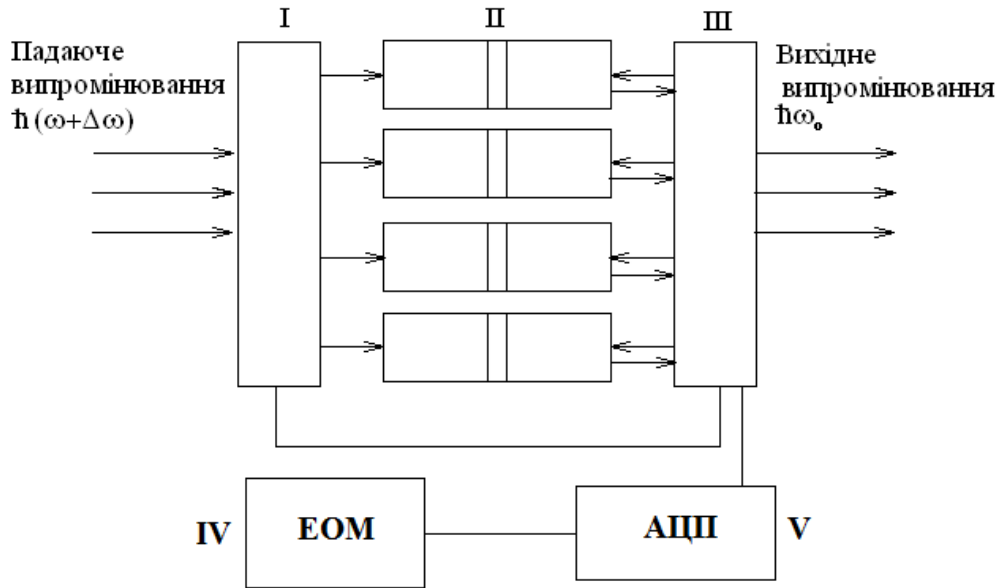 I II III
Падаюче
випромінювання
ħ (ω+Δω)
Вихідне
випромінювання
ħω₀
IV ЕОМ АЦП V